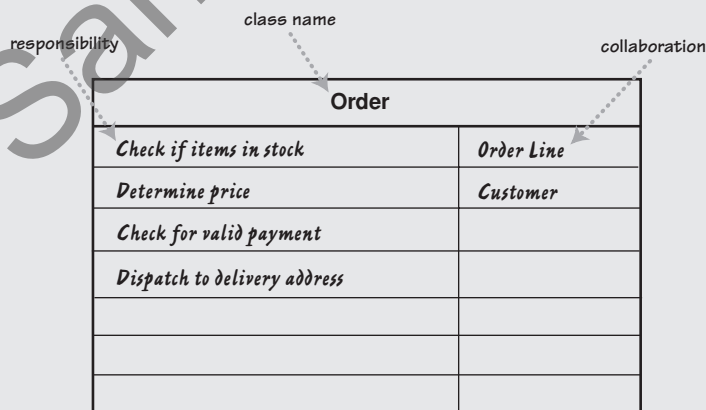 class name
responsibility
collaboration
Order
Check if items in stock
Order Line
Determine price
Customer
Check for valid payment
Dispatch to delivery address